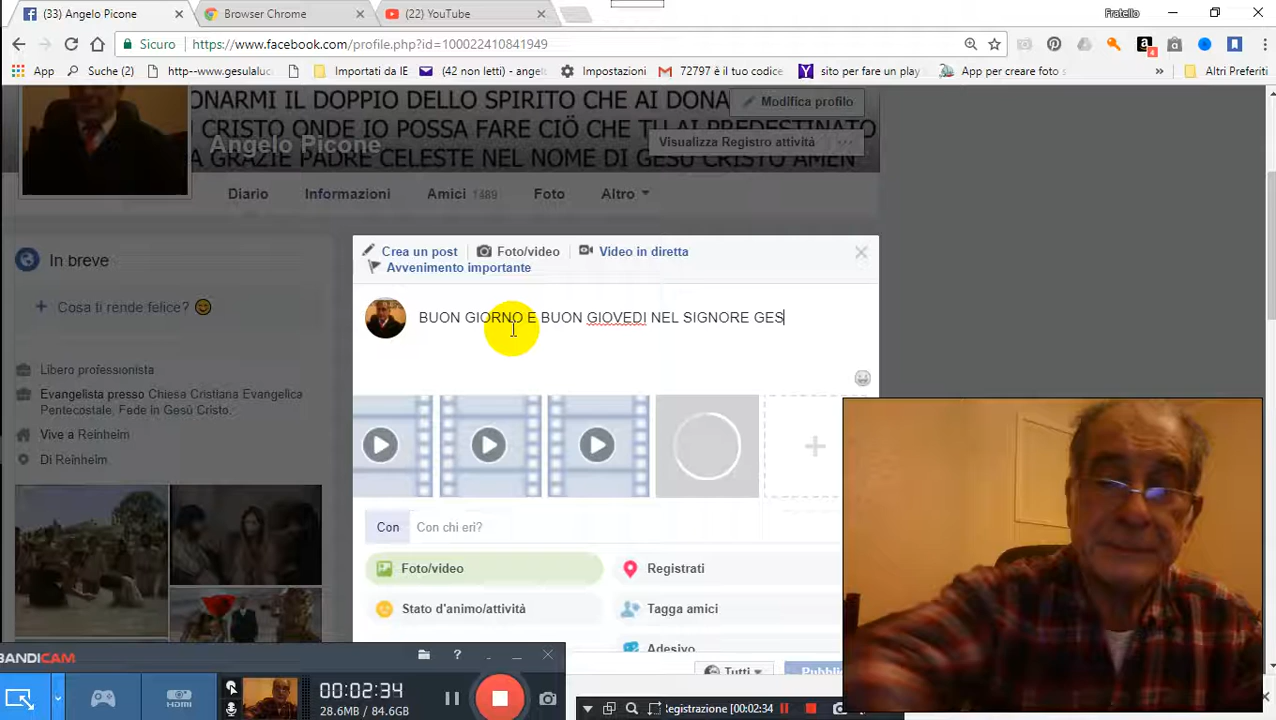 (33) Angelo Picone
Browser Chrome
(22) YouTube
Fratello
Sicuro
https://www.facebook.com/profile.php?id=100022410841949
App
Suche (2)
http--www.gesulaluc
Importati da IE
(42 non letti) - angel
Impostazioni
72797 è il tuo codice
sito per fare un play
App per creare foto s
Altri Preferiti
ONARMI IL DOPPIO DELLO SPIRITO CHE AI DONA
Modifica profilo
CRISTO ONDE IO POSSA FARE CIÖ CHE TU AI PREDESTINATO
Angelo Picone
Visualizza Registro attività
A GRAZIE PADRE CELESTE NEL NOME DI GESÙ CRISTO AMEN
Diario
Informazioni
Amici 1489
Foto
Altro
Crea un post
Foto/video
Video in diretta
Avvenimento importante
In breve
Cosa ti rende felice?
BUON GIORNO E BUON GIOVEDI NEL SIGNORE GES
Libero professionista
Evangelista presso Chiesa Cristiana Evangelica
Pentecostale, Fede in Gesù Cristo.
Vive a Reinheim
Di Reinheim
Con
Con chi eri?
Foto/video
Registrati
Stato d'animo/attività
Tagga amici
Adesivo
Tutti
Pubblic
BANDICAM
HDMI
00:02:34
28.6MB / 84.6GB
Registrazione [00:02:34